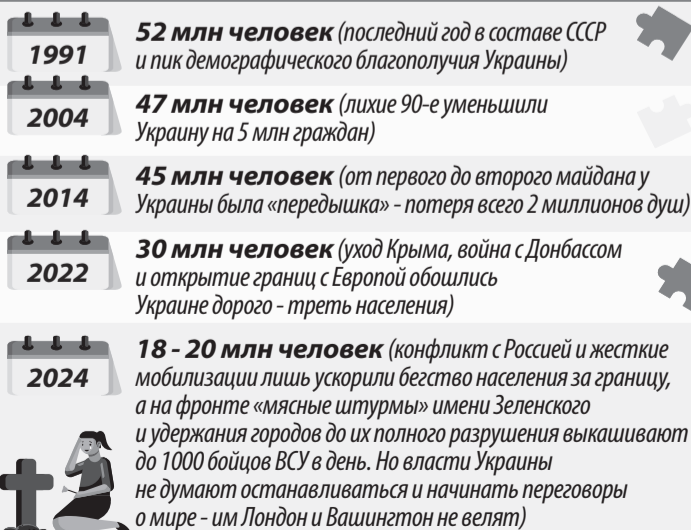 1991
52 млн человек (последний год в составе СССР
и пик демографического благополучия Украины)
2004
47 млн человек (лихие 90-е уменьшили
Украину на 5 млн граждан)
2014
45 млн человек (от первого до второго майдана у
Украины была «передышка» - потеря всего 2 миллионов душ)
2022
30 млн человек (уход Крыма, война с Донбассом
и открытие границ с Европой обошлись
Украине дорого - треть населения)
2024
18 - 20 млн человек (конфликт с Россией и жесткие
мобилизации лишь ускорили бегство населения за границу,
а на фронте «мясные штурмы» имени Зеленского
и удержания городов до их полного разрушения выкашивают
до 1000 бойцов ВСУ в день. Но власти Украины
не думают останавливаться и начинать переговоры
о мире - им Лондон и Вашингтон не велят)